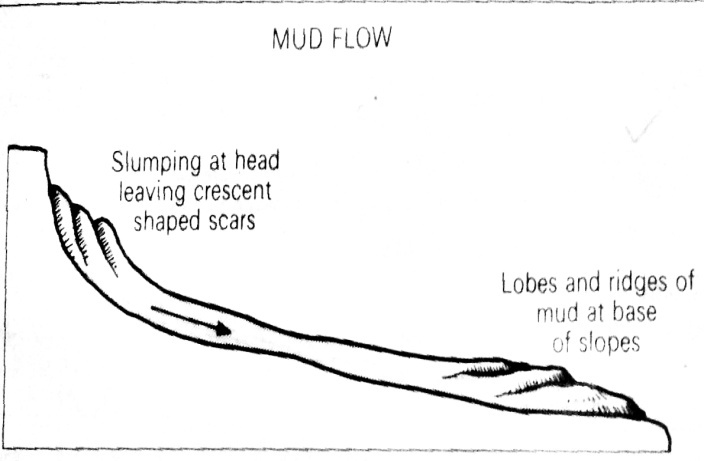 MUD FLOW
Slumping at head
leaving crescent
shaped scars
Lobes and ridges of
mud at base
of slopes